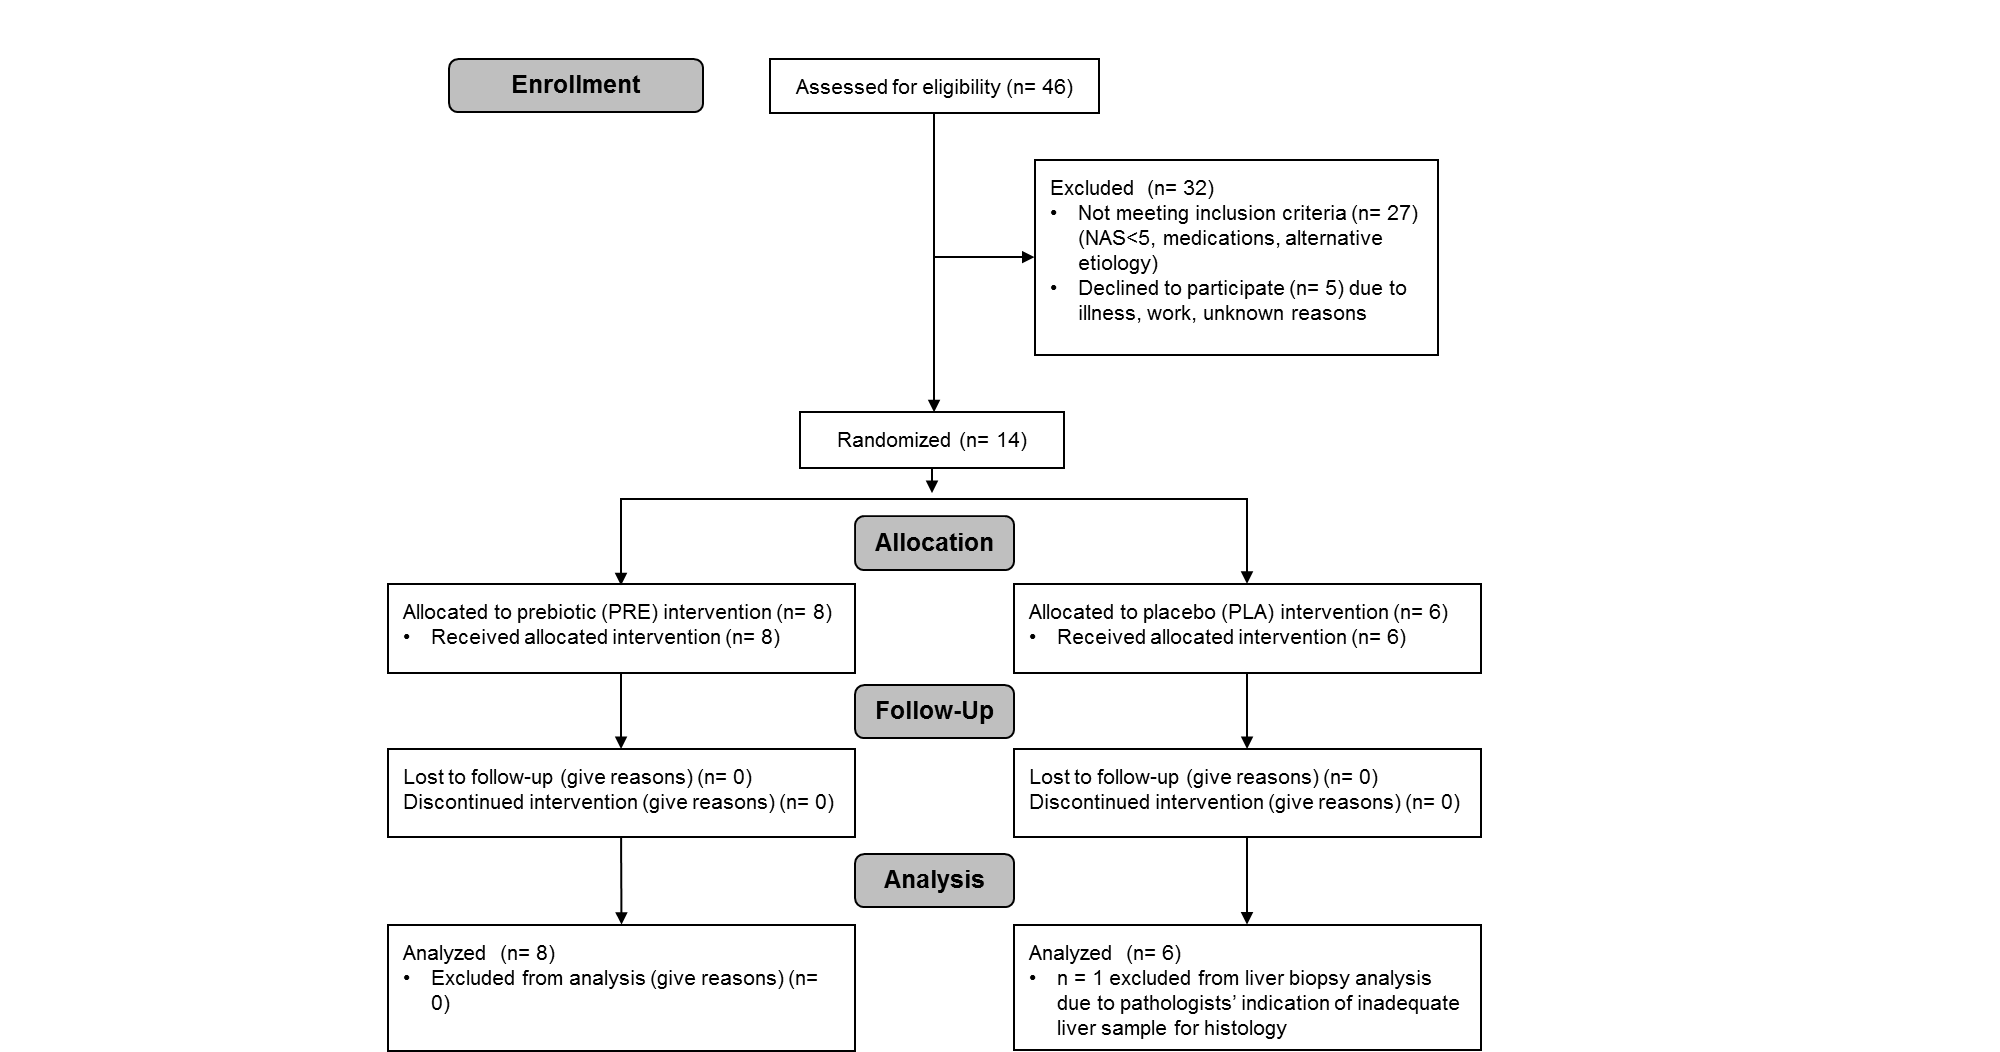 Enrollment
Assessed for eligibility (n= 46)
Excluded (n= 32)
• Not meeting inclusion criteria (n= 27)
(NAS<5, medications, alternative
etiology)
• Declined to participate (n= 5) due to
illness, work, unknown reasons
Randomized (n= 14)
Allocation
Allocated to prebiotic (PRE) intervention (n= 8)
• Received allocated intervention (n= 8)
Allocated to placebo (PLA) intervention (n= 6)
• Received allocated intervention (n= 6)
Follow-Up
Lost to follow-up (give reasons) (n= 0)
Discontinued intervention (give reasons) (n= 0)
Lost to follow-up (give reasons) (n= 0)
Discontinued intervention (give reasons) (n= 0)
Analysis
Analyzed (n= 8)
• Excluded from analysis (give reasons) (n=
0)
Analyzed (n= 6)
• n = 1 excluded from liver biopsy analysis
due to pathologists’ indication of inadequate
liver sample for histology